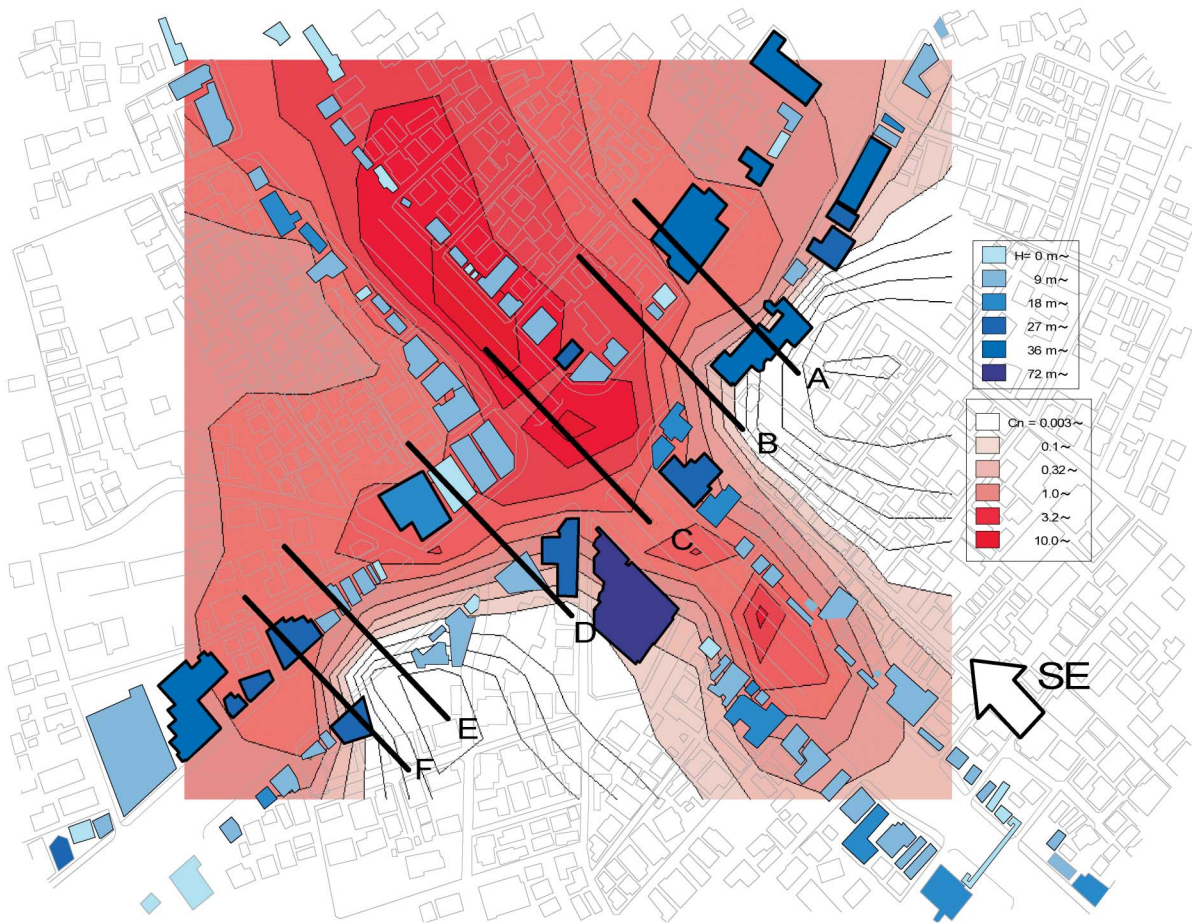 A
B
C
D
E
F
SE
H= 0 m~
9 m~
18 m~
27 m~
36 m~
72 m~
Cn = 0.003~
0.1~
0.32~
1.0~
3.2~
10.0~